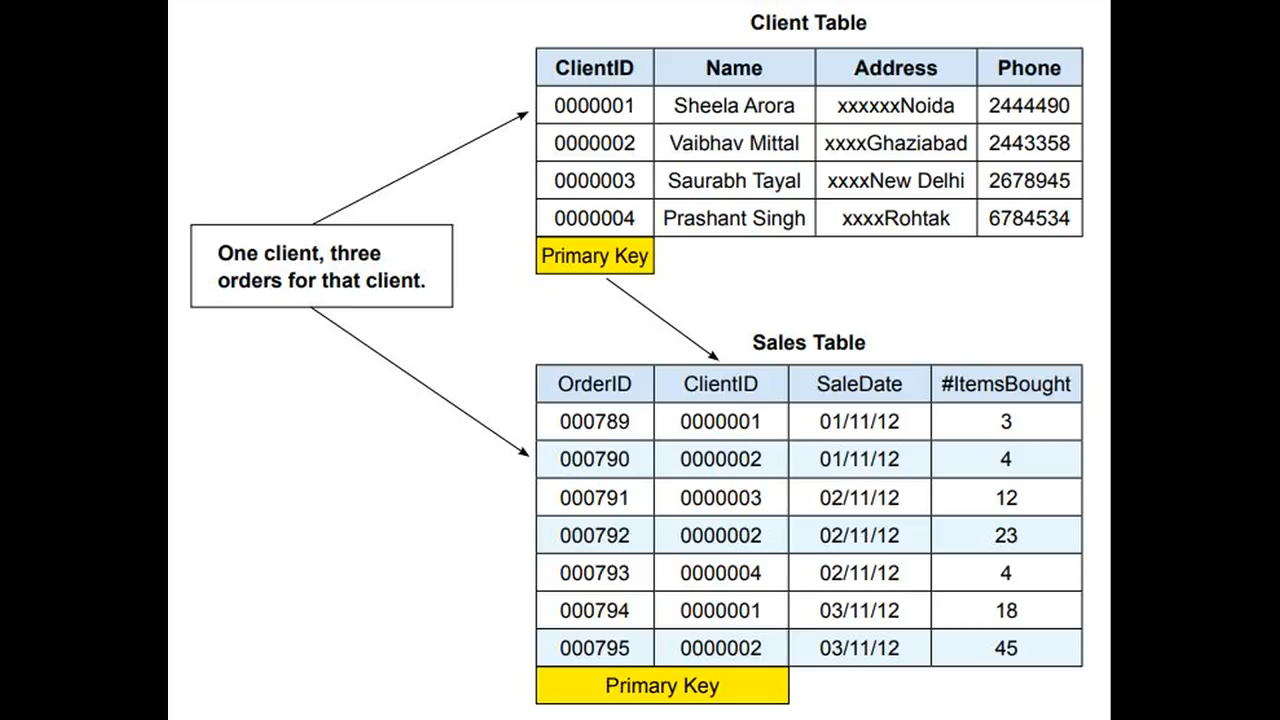 Client Table
ClientID Name Address Phone
0000001 Sheela Arora xxxxxxNoida 2444490
0000002 Vaibhav Mittal xxxxGhaziabad 2443358
0000003 Saurabh Tayal xxxxNew Delhi 2678945
0000004 Prashant Singh xxxxRohtak 6784534
Primary Key
One client, three
orders for that client.
Sales Table
OrderID ClientID SaleDate #ItemsBought
000789 0000001 01/11/12 3
000790 0000002 01/11/12 4
000791 0000003 02/11/12 12
000792 0000002 02/11/12 23
000793 0000004 02/11/12 4
000794 0000001 03/11/12 18
000795 0000002 03/11/12 45
Primary Key